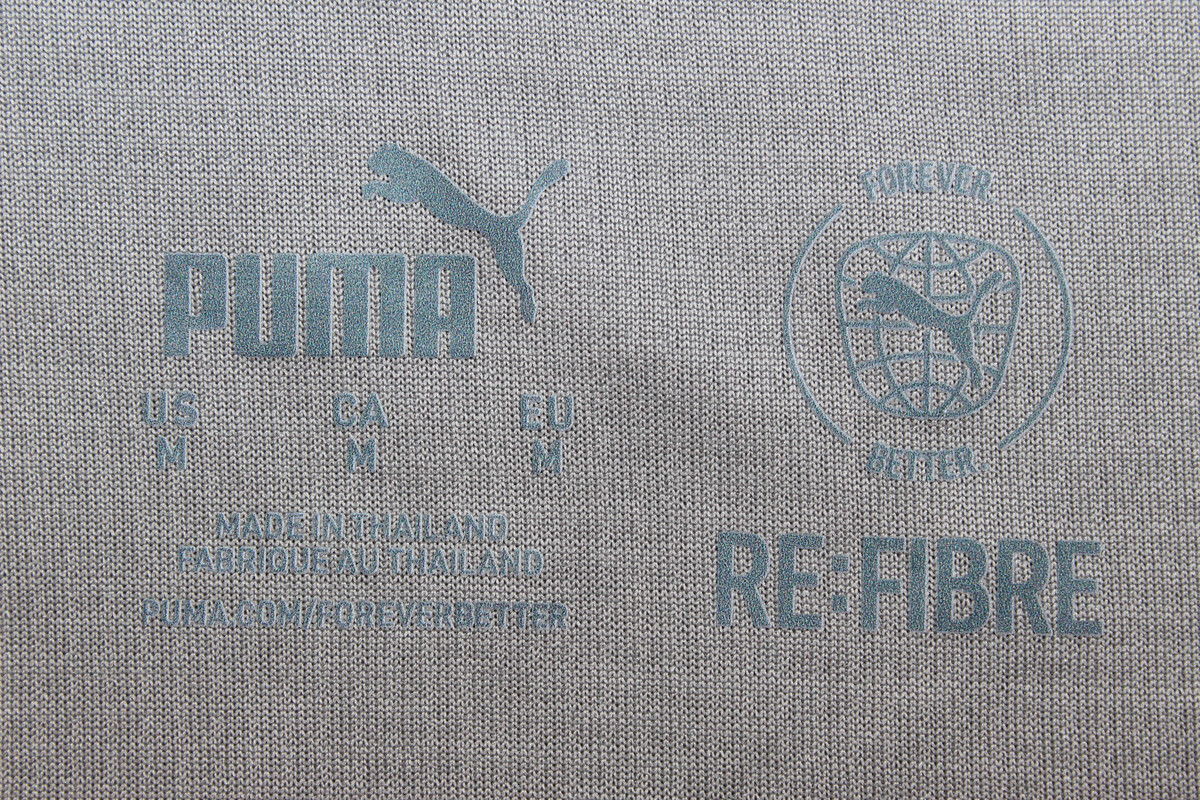 PUMA
US CA EU
M M M
MADE IN THAILAND
FABRIQUE AU THAILAND
PUMA.COM/FOREVERBETTER
FOREVER.
BETTER.
RE:FIBRE